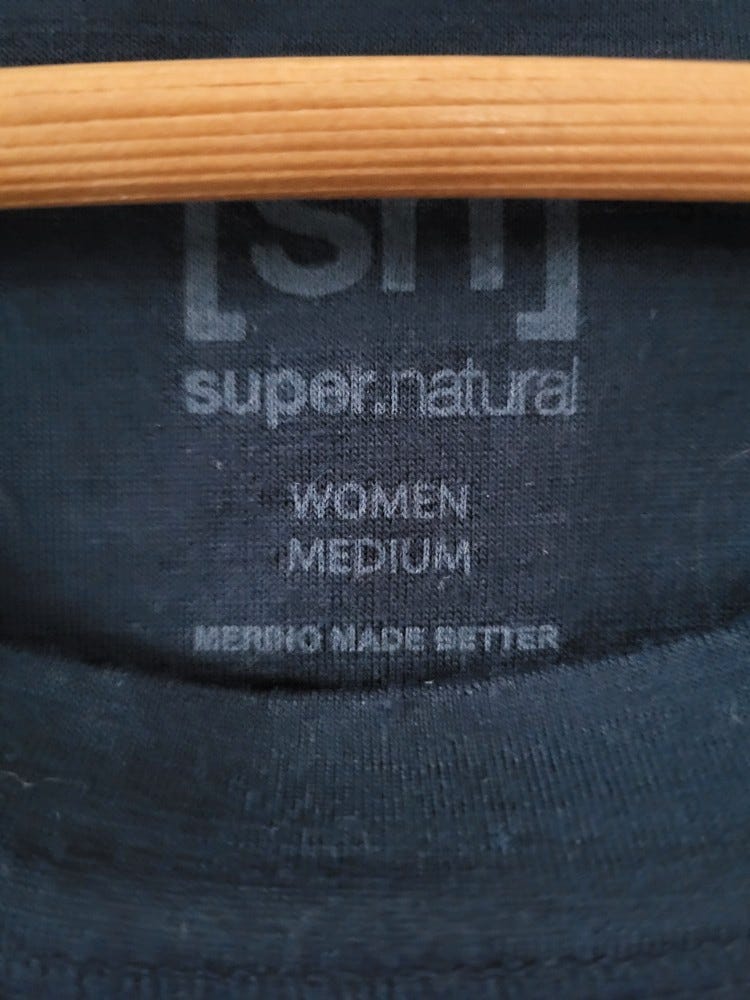 [sn]
super.natural
WOMEN
MEDIUM
MERINO MADE BETTER